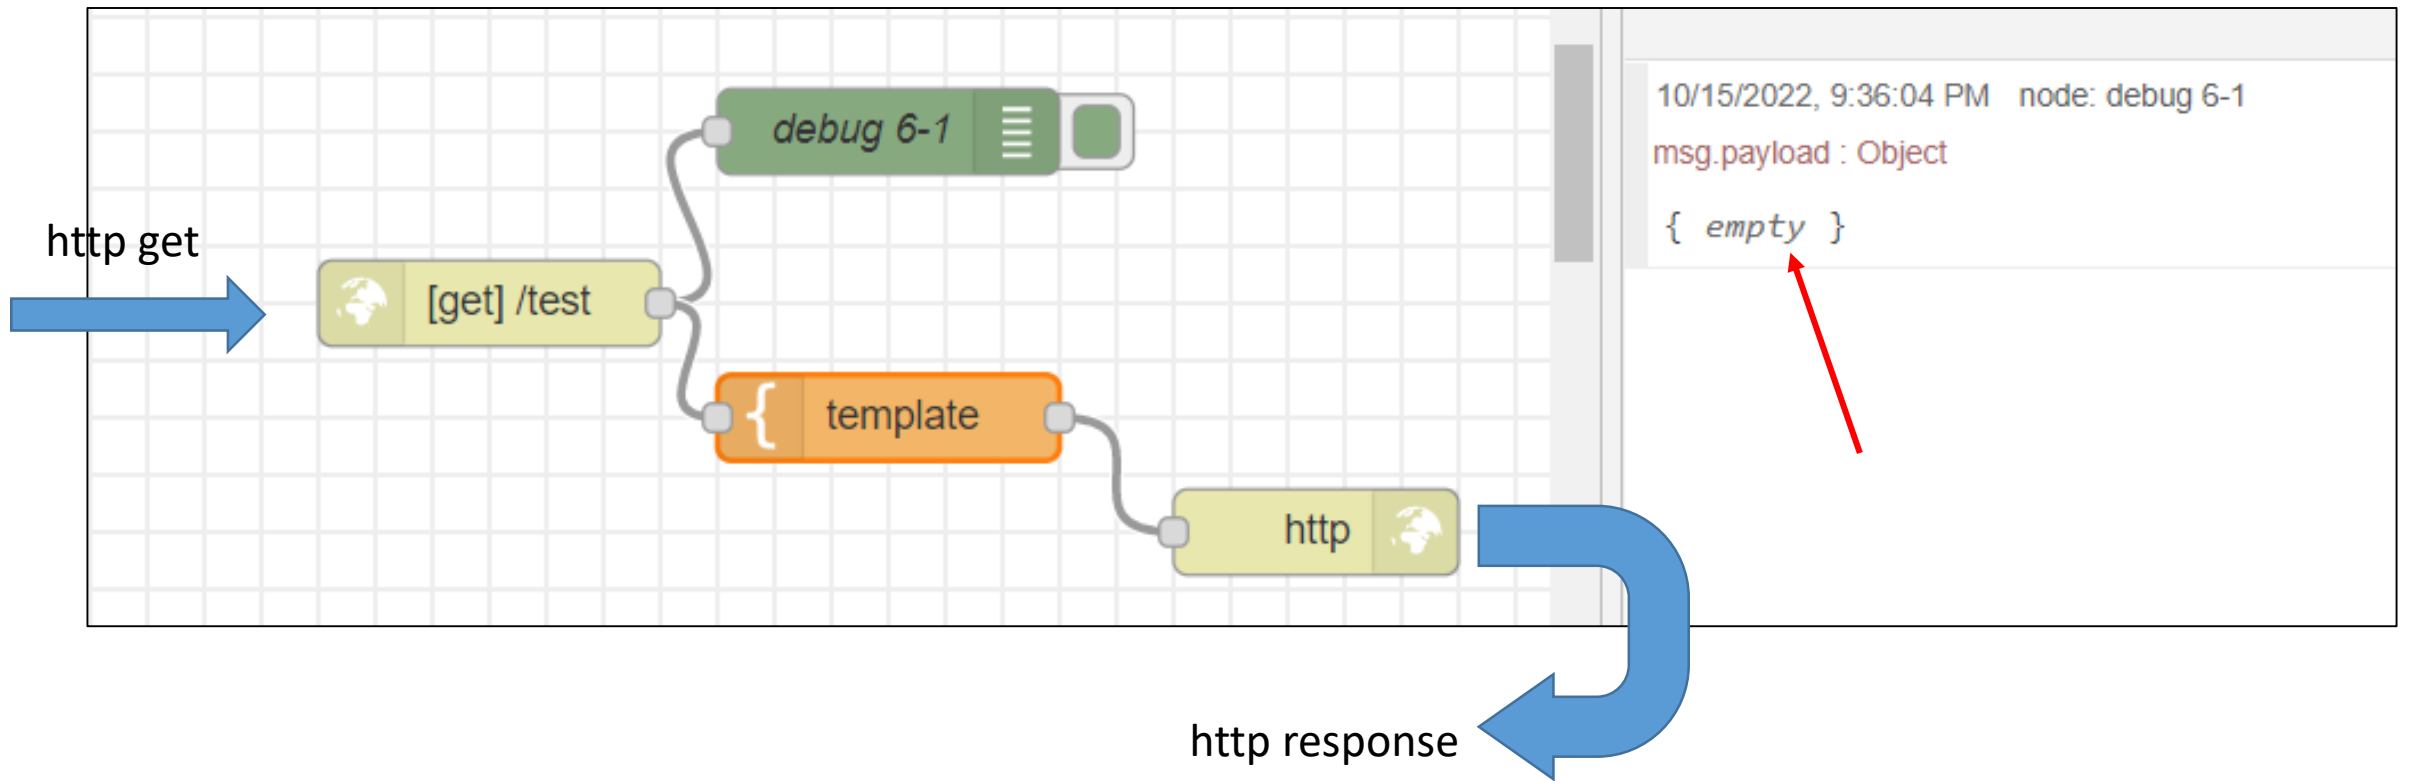 10/15/2022, 9:36:04 PM node: debug 6-1
debug 6-1
msg.payload : Object
http get
{ empty }
[get] /test
{ template
http
http response